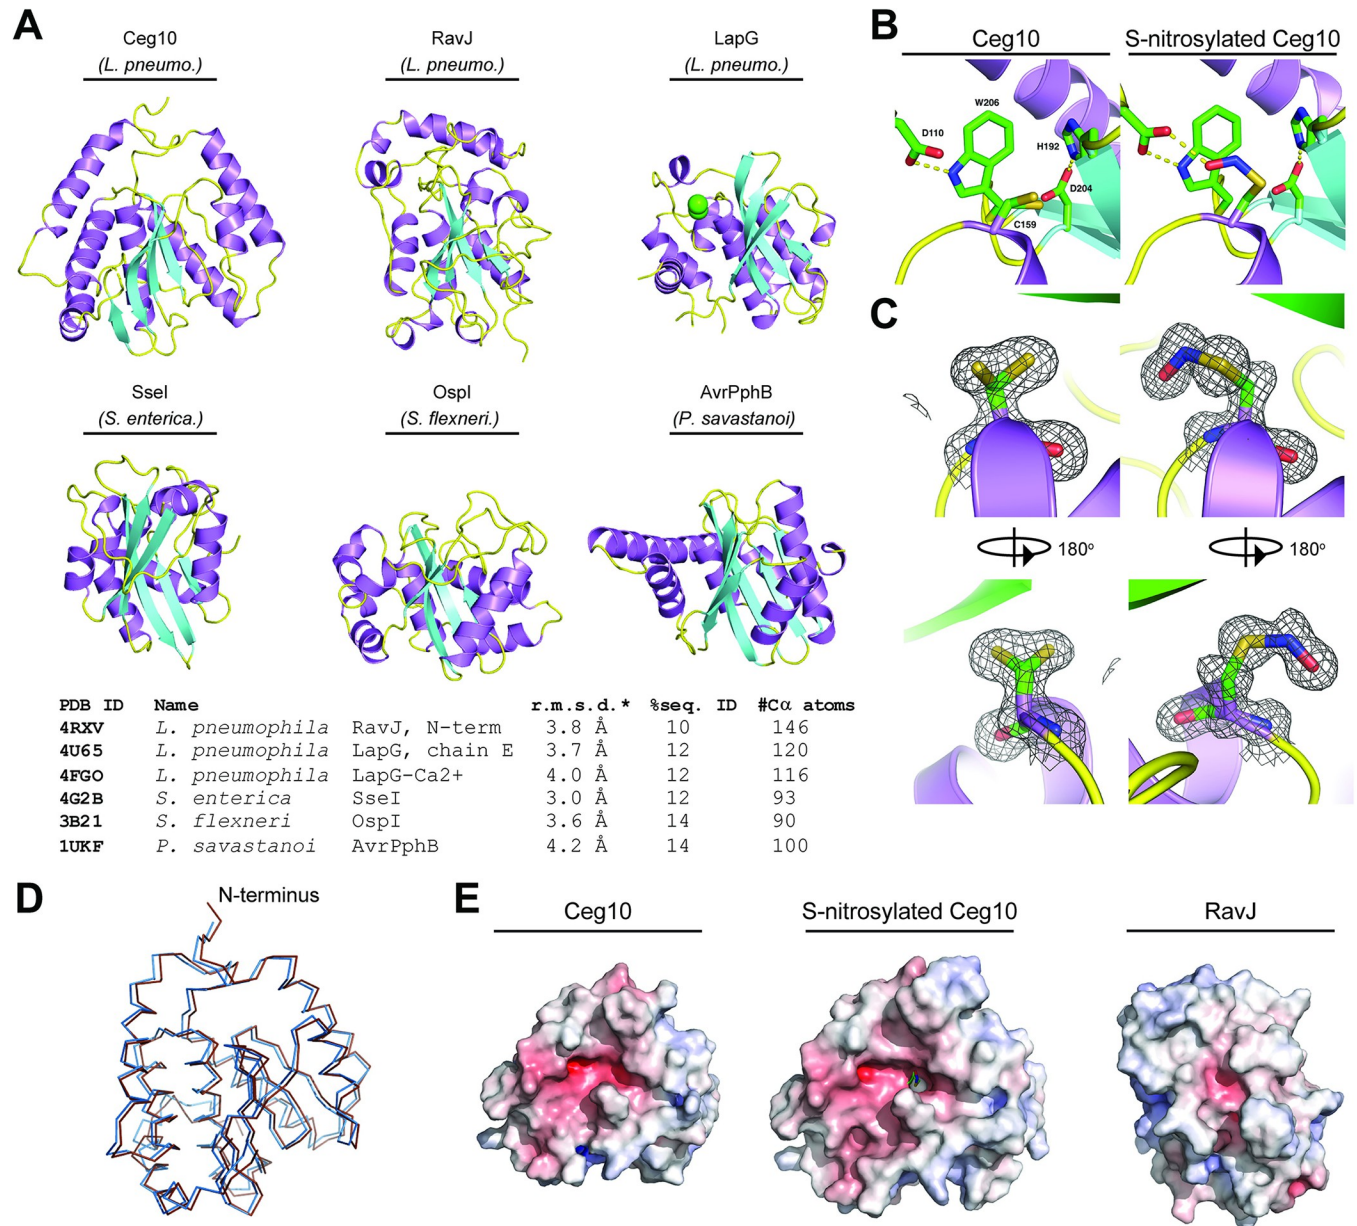 A
Ceg10
(L. pneumo.)
RavJ
(L. pneumo.)
LapG
(L. pneumo.)
SseI
(S. enterica.)
OspI
(S. flexneri.)
AvrPphB
(P. savastanoi)
PDB ID Name r.m.s.d.* %seq. ID #Cα atoms
4RXV L. pneumophila RavJ, N-term 3.8 Å 10 146
4U65 L. pneumophila LapG, chain E 3.7 Å 12 120
4FGO L. pneumophila LapG-Ca2+ 4.0 Å 12 116
4G2B S. enterica SseI 3.0 Å 12 93
3B21 S. flexneri OspI 3.6 Å 14 90
1UKF P. savastanoi AvrPphB 4.2 Å 14 100
B
Ceg10
S-nitrosylated Ceg10
W206
D110
H192
D204
C159
C
180o
180o
D
N-terminus
E
Ceg10
S-nitrosylated Ceg10
RavJ